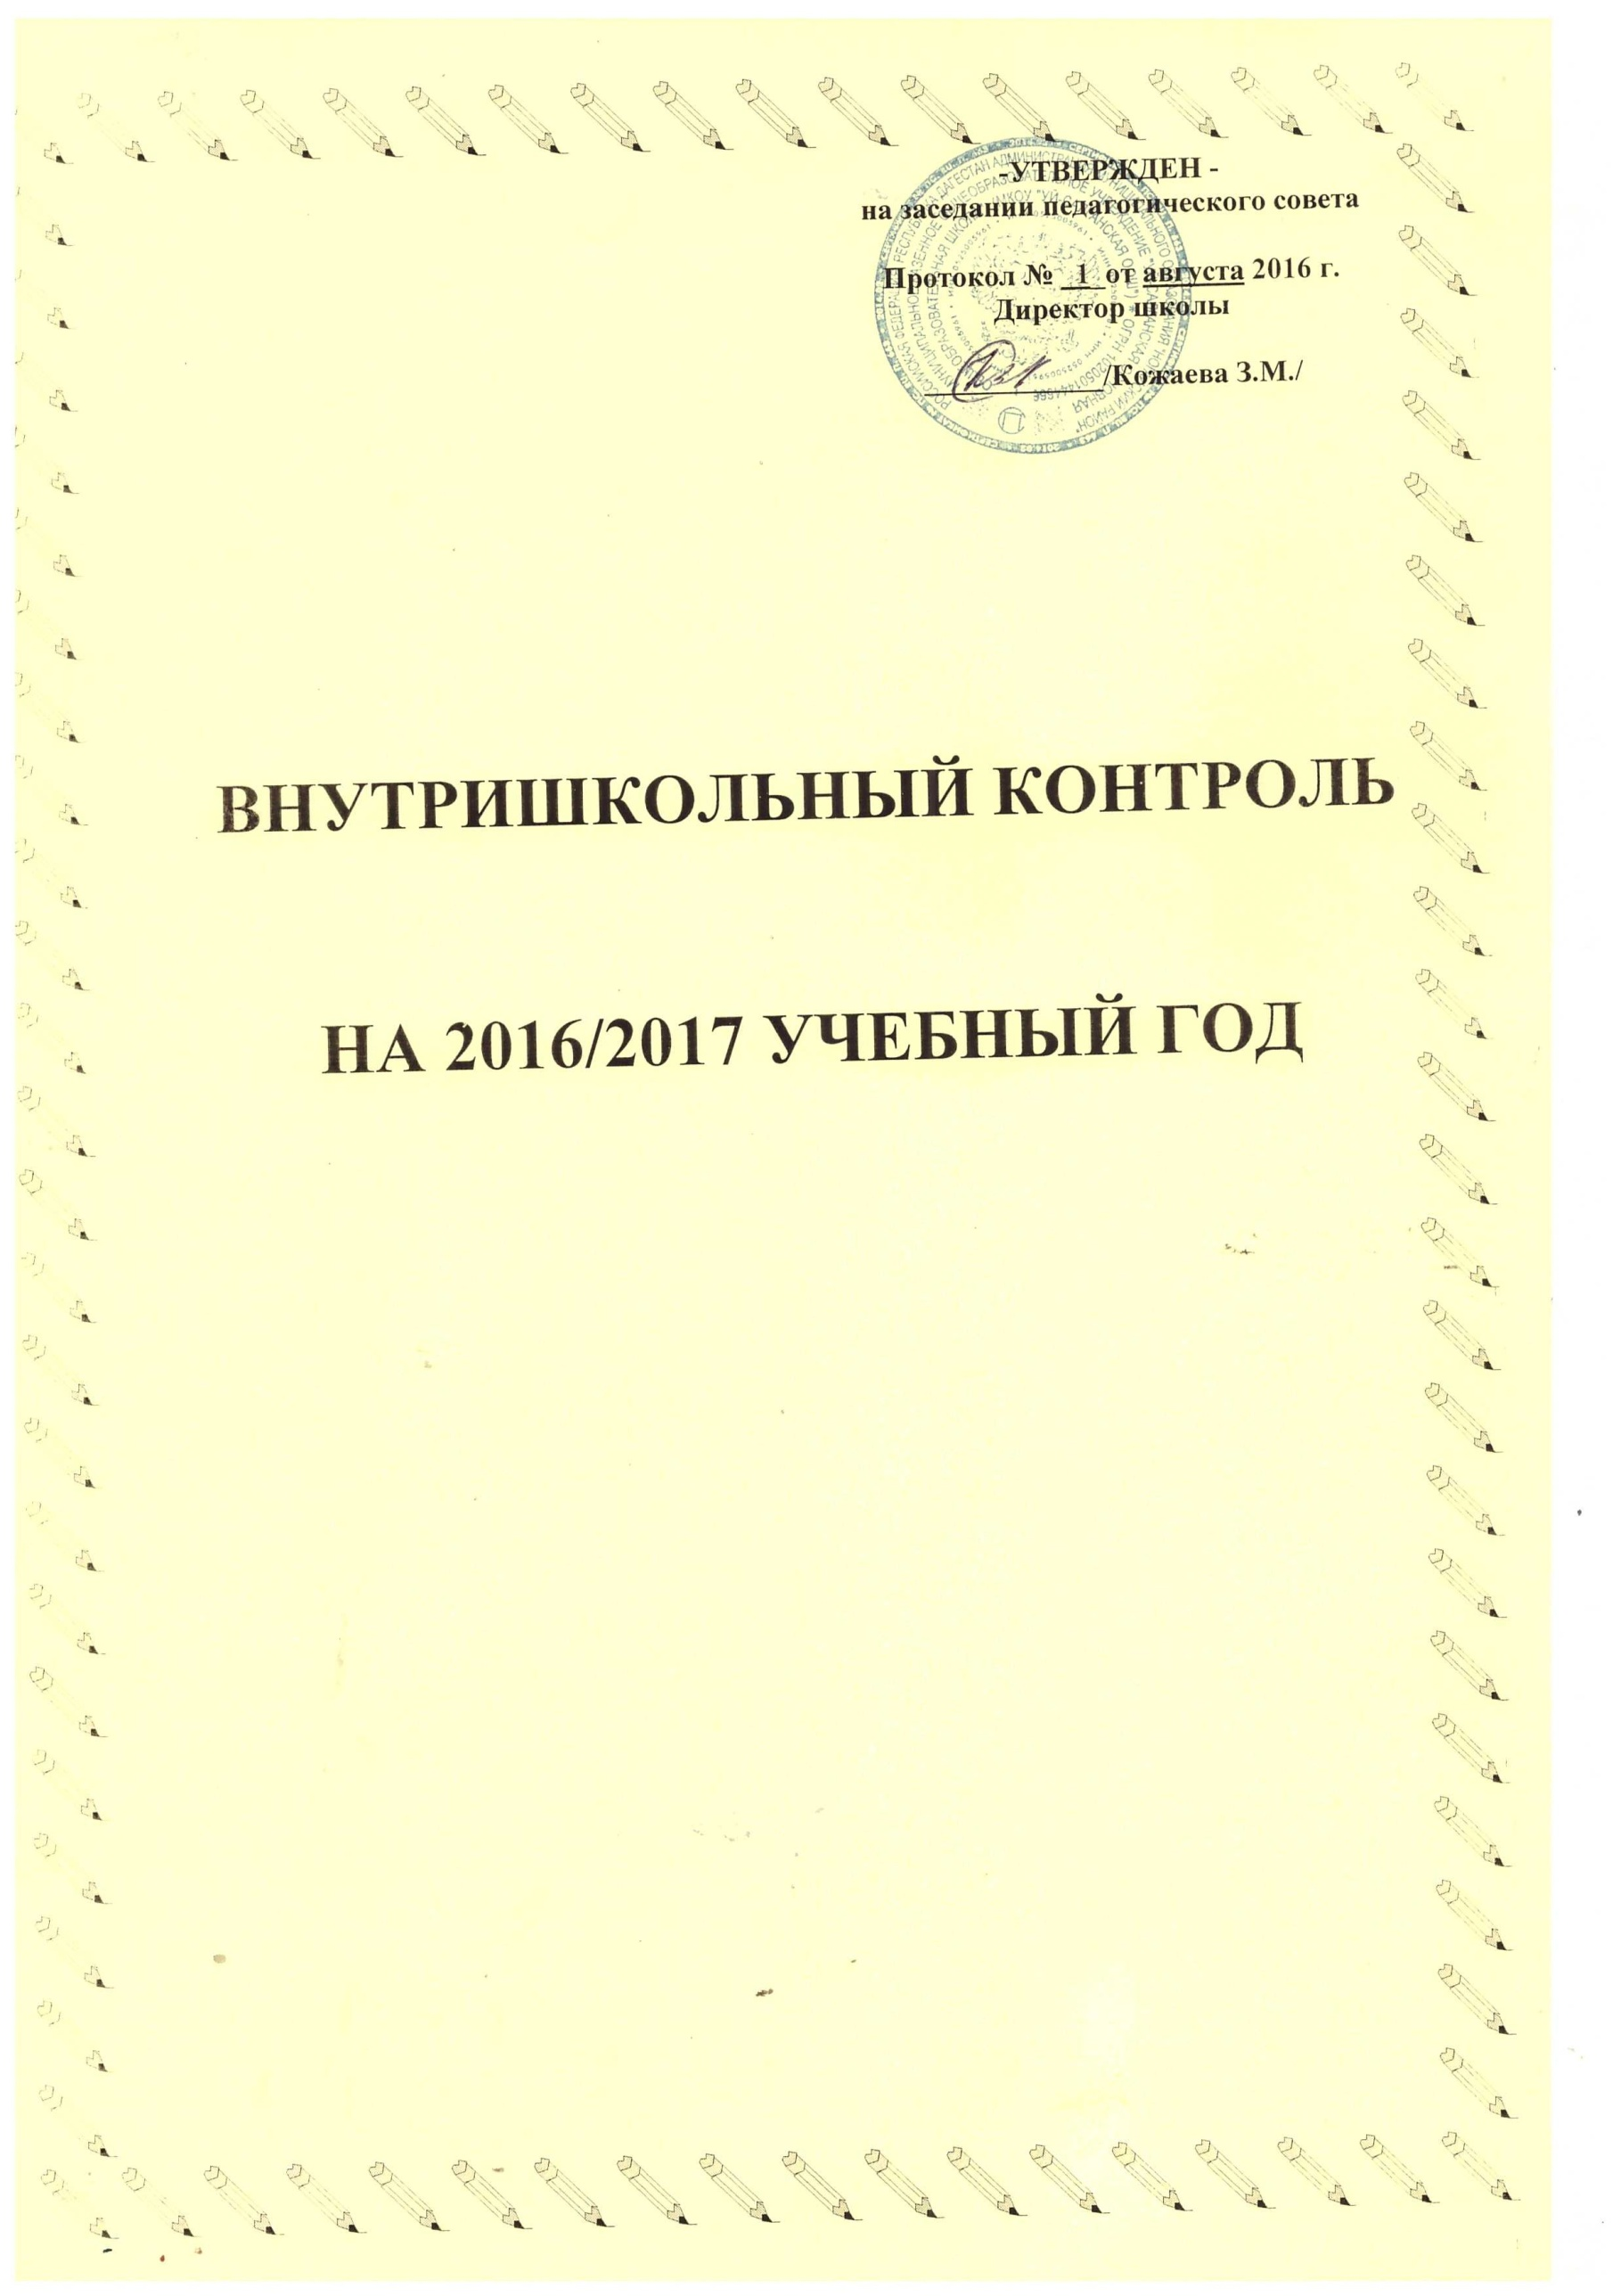 -УТВЕРЖДЕН -
на заседании педагогического совета
Протокол № 1 от августа 2016 г.
Директор школы
/Кожаева З.М./
ВНУТРИШКОЛЬНЫЙ КОНТРОЛЬ
НА 2016/2017 УЧЕБНЫЙ ГОД